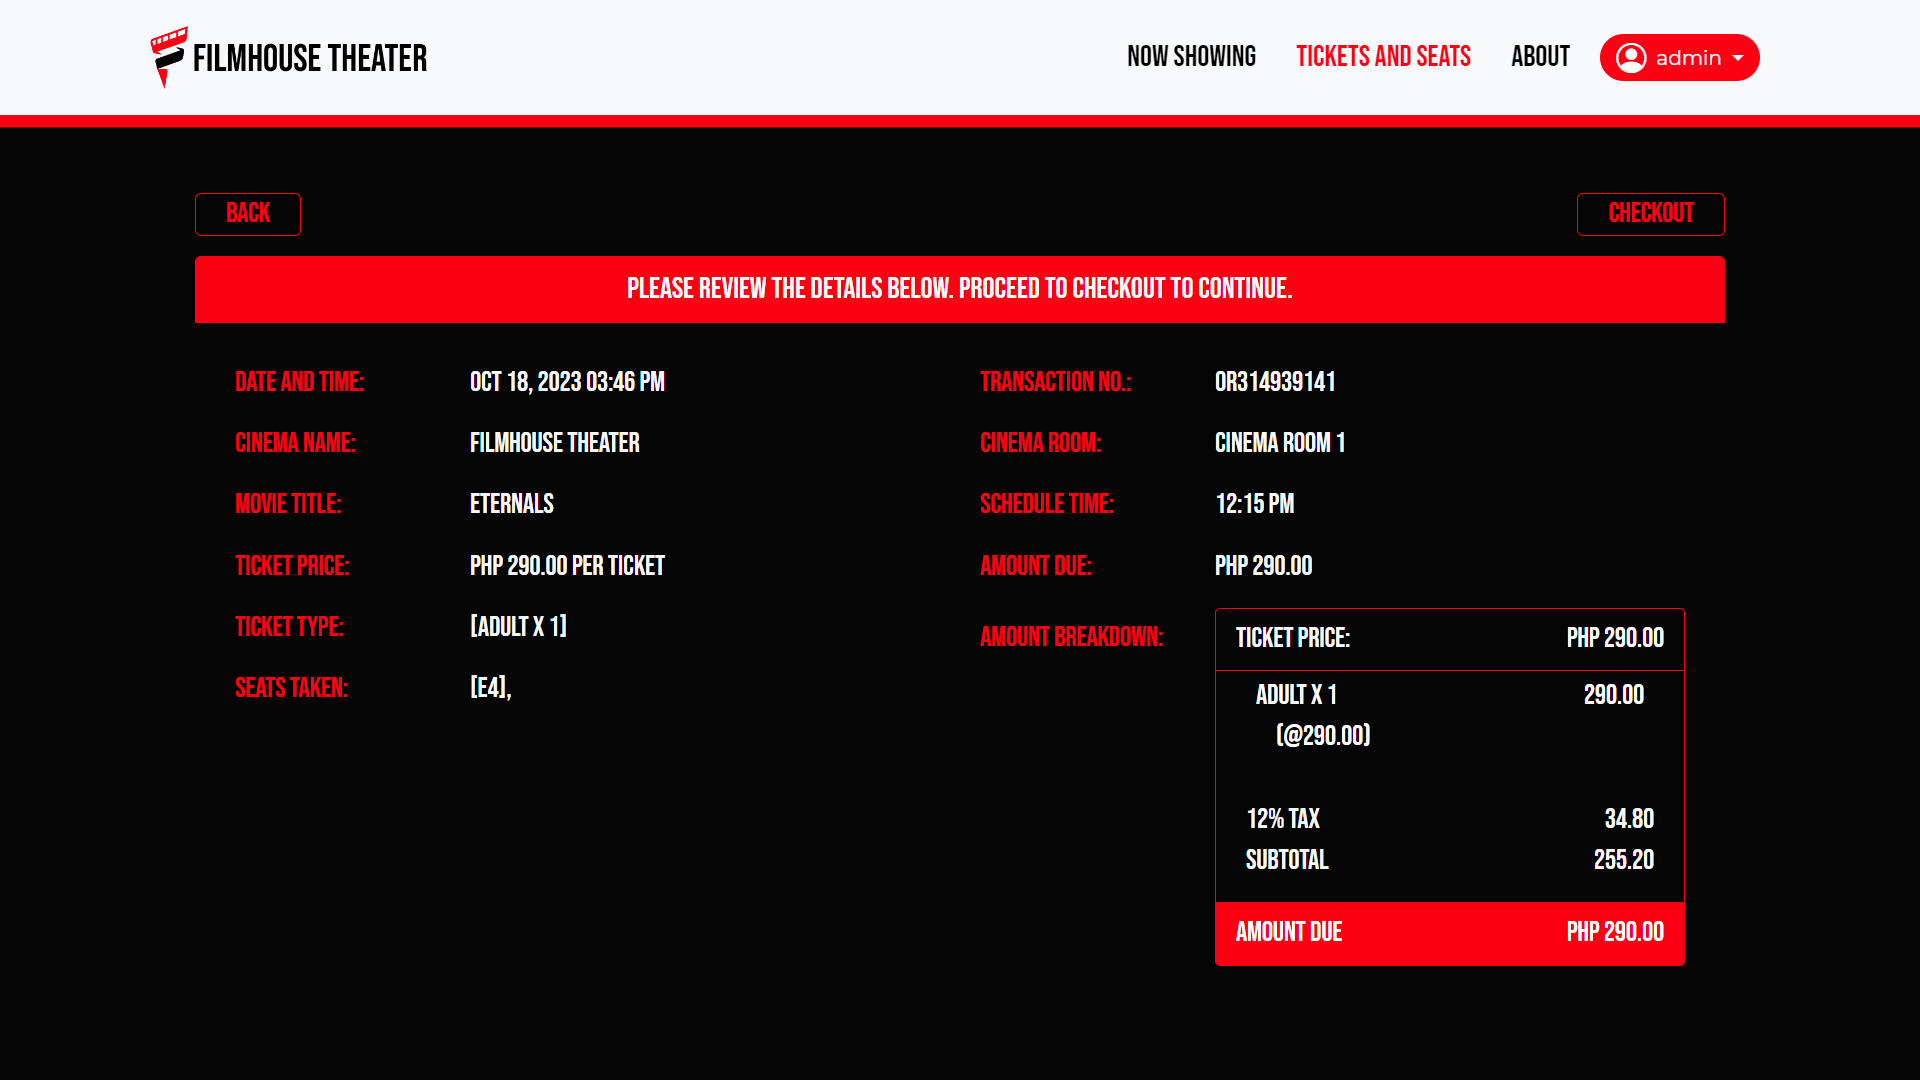 FILMHOUSE THEATER
NOW SHOWING
TICKETS AND SEATS
ABOUT
admin
BACK
CHECKOUT
PLEASE REVIEW THE DETAILS BELOW. PROCEED TO CHECKOUT TO CONTINUE.
DATE AND TIME: OCT 18, 2023 03:46 PM
CINEMA NAME: FILMHOUSE THEATER
MOVIE TITLE: ETERNALS
TICKET PRICE: PHP 290.00 PER TICKET
TICKET TYPE: [ADULT X 1]
SEATS TAKEN: [E4],
TRANSACTION NO.: OR314939141
CINEMA ROOM: CINEMA ROOM 1
SCHEDULE TIME: 12:15 PM
AMOUNT DUE: PHP 290.00
AMOUNT BREAKDOWN:
TICKET PRICE: PHP 290.00
ADULT X 1 290.00
(@290.00)
12% TAX 34.80
SUBTOTAL 255.20
AMOUNT DUE PHP 290.00